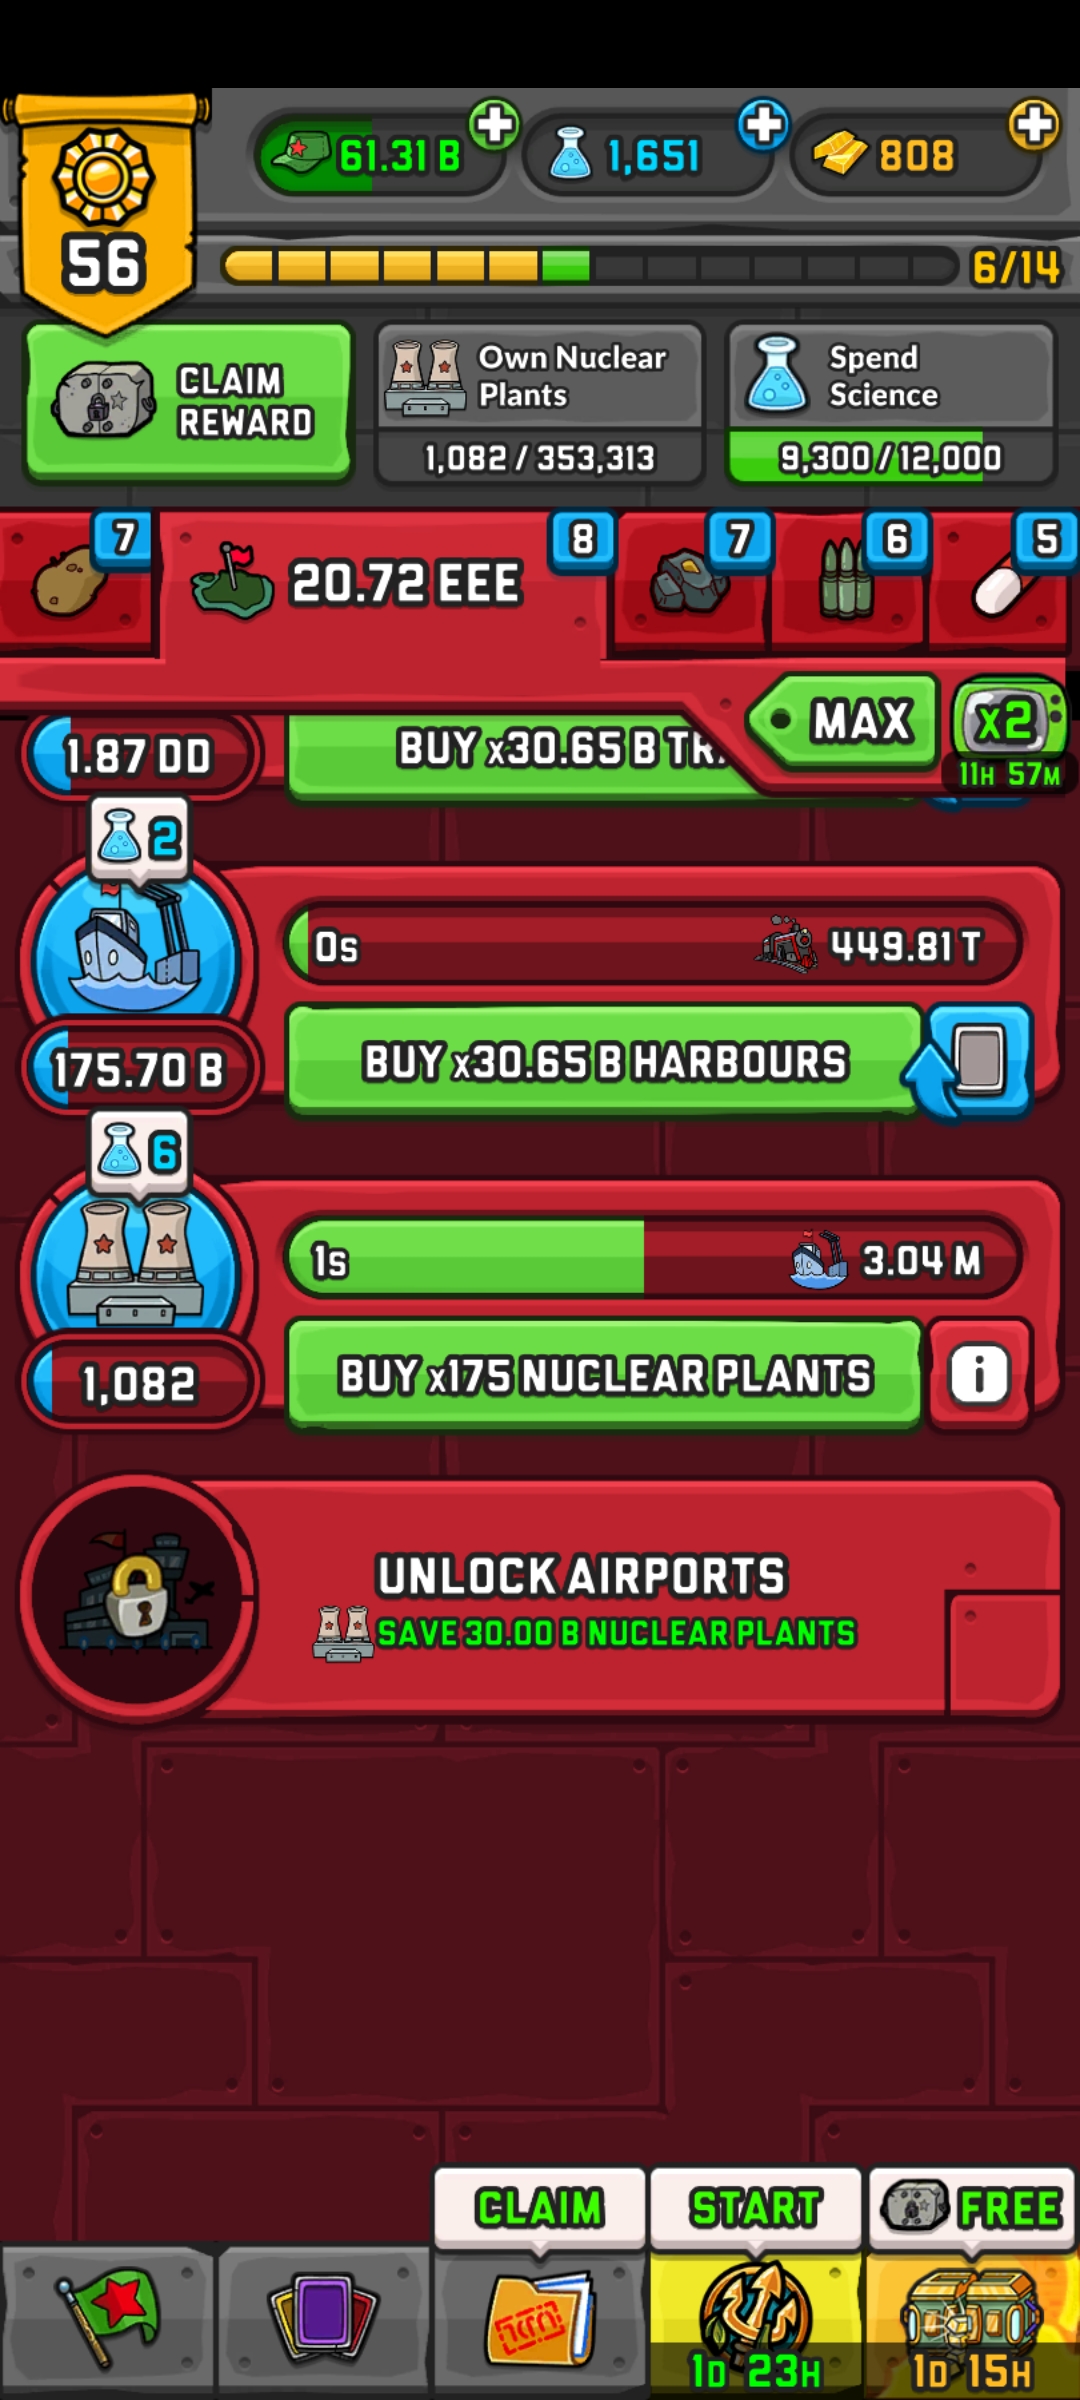 61.31 B
1,651
808
56
6/14
CLAIM
REWARD
Own Nuclear
Plants
1,082 / 353,313
Spend
Science
9,300 / 12,000
7
8
7
6
5
20.72 EEE
MAX
x2
11H 57M
1.87 DD
BUY x30.65 B
2
0s
449.81 T
175.70 B
BUY x30.65 B HARBOURS
6
1s
3.04 M
1,082
BUY x175 NUCLEAR PLANTS
i
UNLOCK AIRPORTS
SAVE 30.00 B NUCLEAR PLANTS
CLAIM
START
FREE
1D 23H
1D 15H